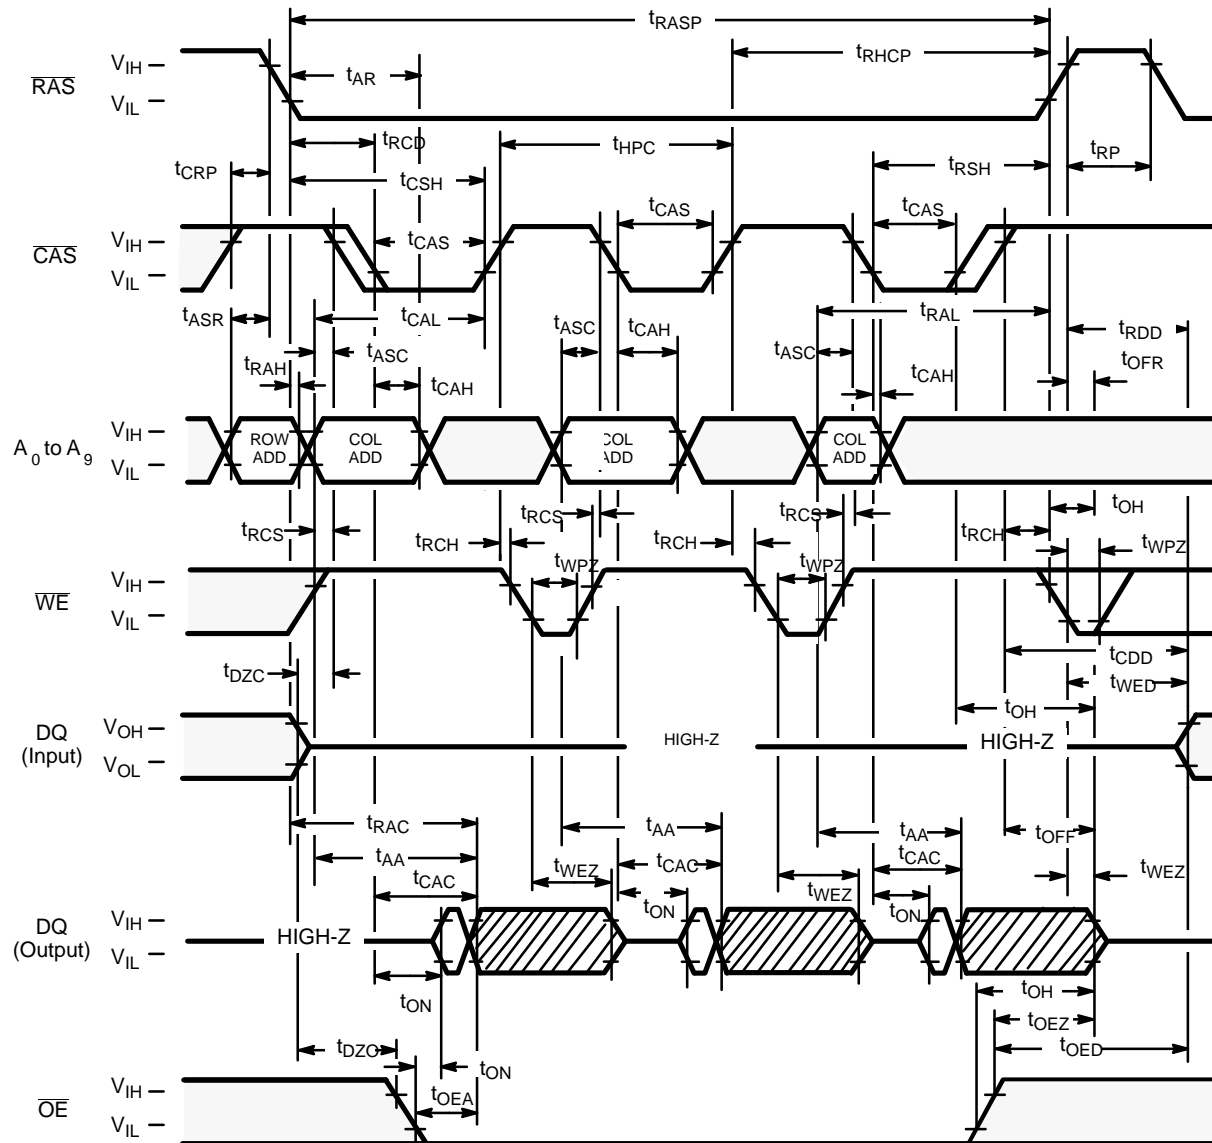 tRASP
tRHCP
RAS
VIH
VIL
tAR
tRCD
tHPC
tRSH
tRP
tCRP
tCSH
CAS
VIH
VIL
tCAS
tCAS
tCAS
tASR
tCAL
tRAL
tRDD
tASC
tCAH
tASC
tASC
tOFR
tRAH
tCAH
tCAH
A0 to A9
VIH
VIL
ROW ADD
COL ADD
COL ADD
COL ADD
tRCS
tRCS
tRCS
tOH
tRCH
tRCH
tRCH
tWPZ
tWPZ
tWPZ
WE
VIH
VIL
tDZC
tCDD
tWED
tOH
DQ (Input)
VOH
VOL
HIGH-Z
HIGH-Z
tRAC
tAA
tAA
tOFF
tAA
tCAC
tCAC
tCAC
tWEZ
tWEZ
tWEZ
tON
tON
DQ (Output)
VIH
VIL
HIGH-Z
tON
tOH
tOEZ
tDZO
tON
tOED
tOEA
OE
VIH
VIL